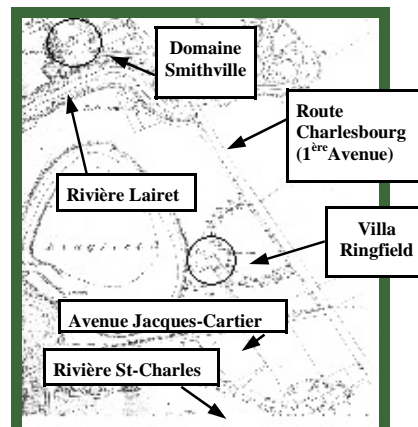 Domaine
Smithville
Route
Charlesbourg
(1ère Avenue)
Rivière Lairet
Villa
Ringfield
Avenue Jacques-Cartier
Rivière St-Charles